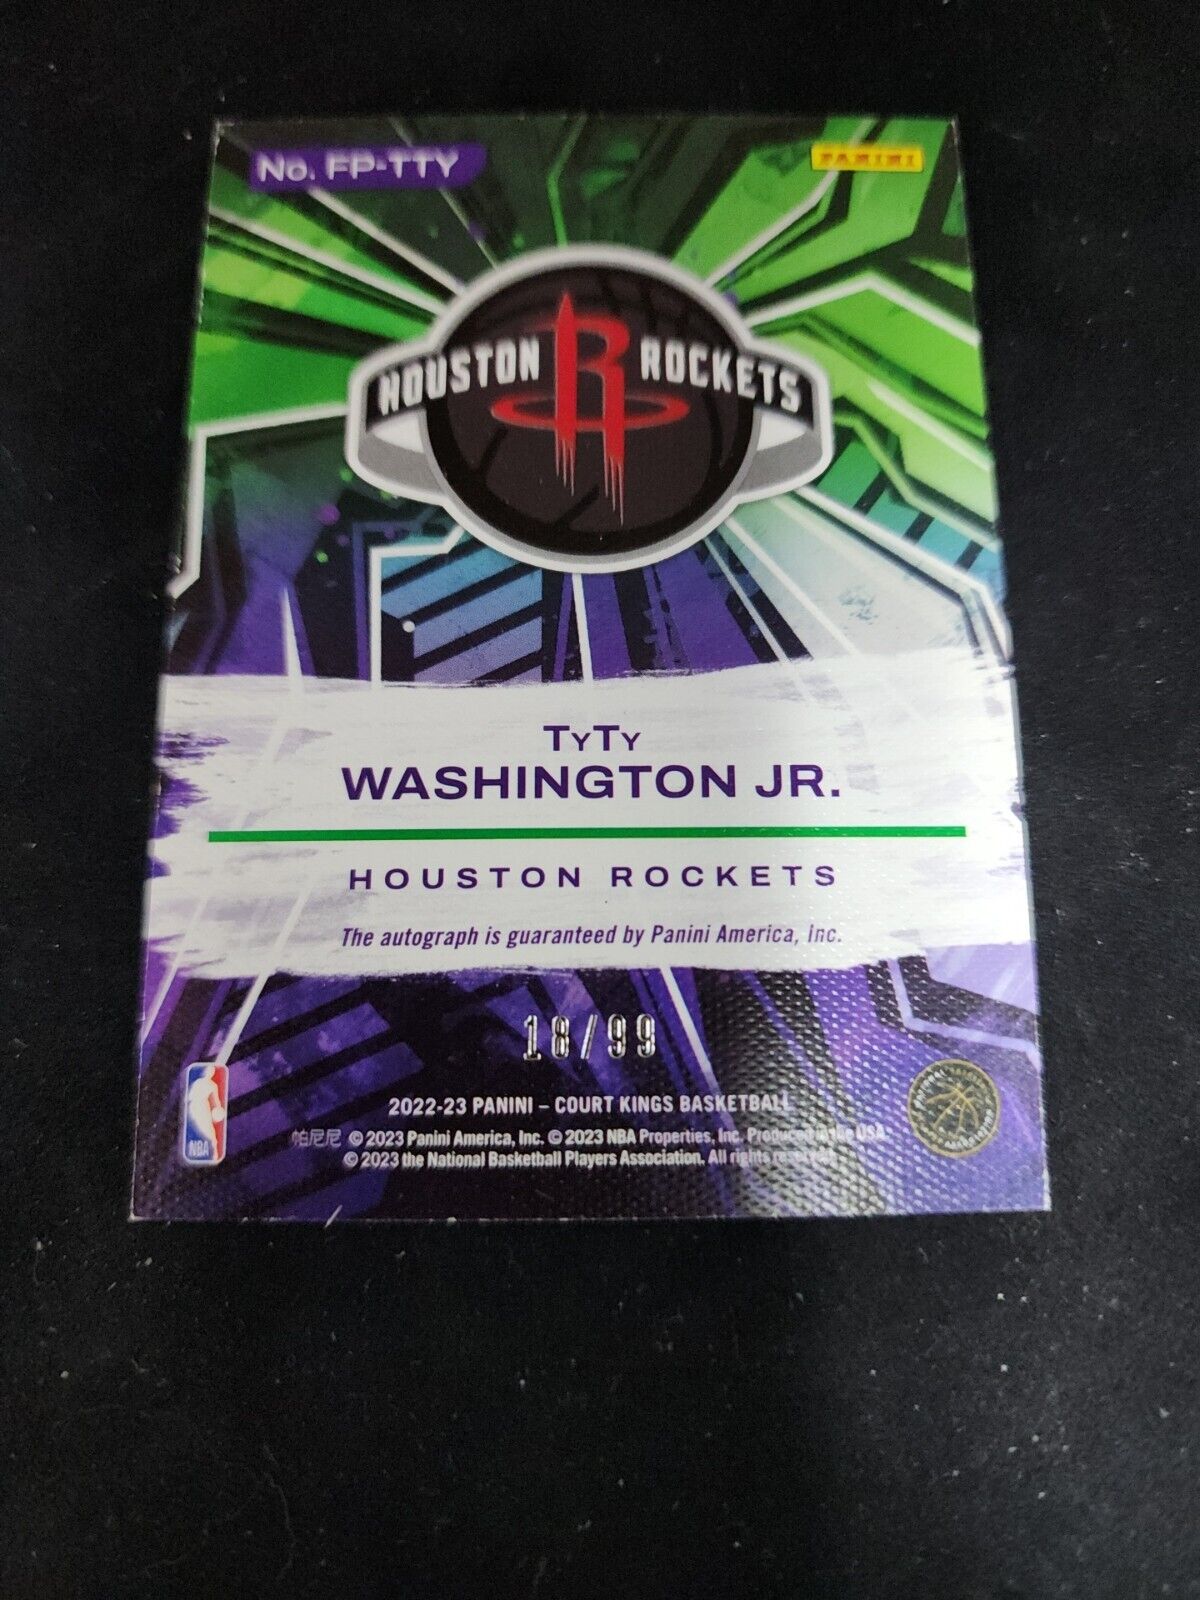 No. FP-TTY
PANINI
HOUSTON R ROCKETS
TYTY
WASHINGTON JR.
HOUSTON ROCKETS
The autograph is guaranteed by Panini America, Inc.
18/99
2022-23 PANINI – COURT KINGS BASKETBALL
帕尼尼 © 2023 Panini America, Inc. © 2023 NBA Properties, Inc. Produced in the USA.
© 2023 the National Basketball Players Association. All rights reserved.
NBA